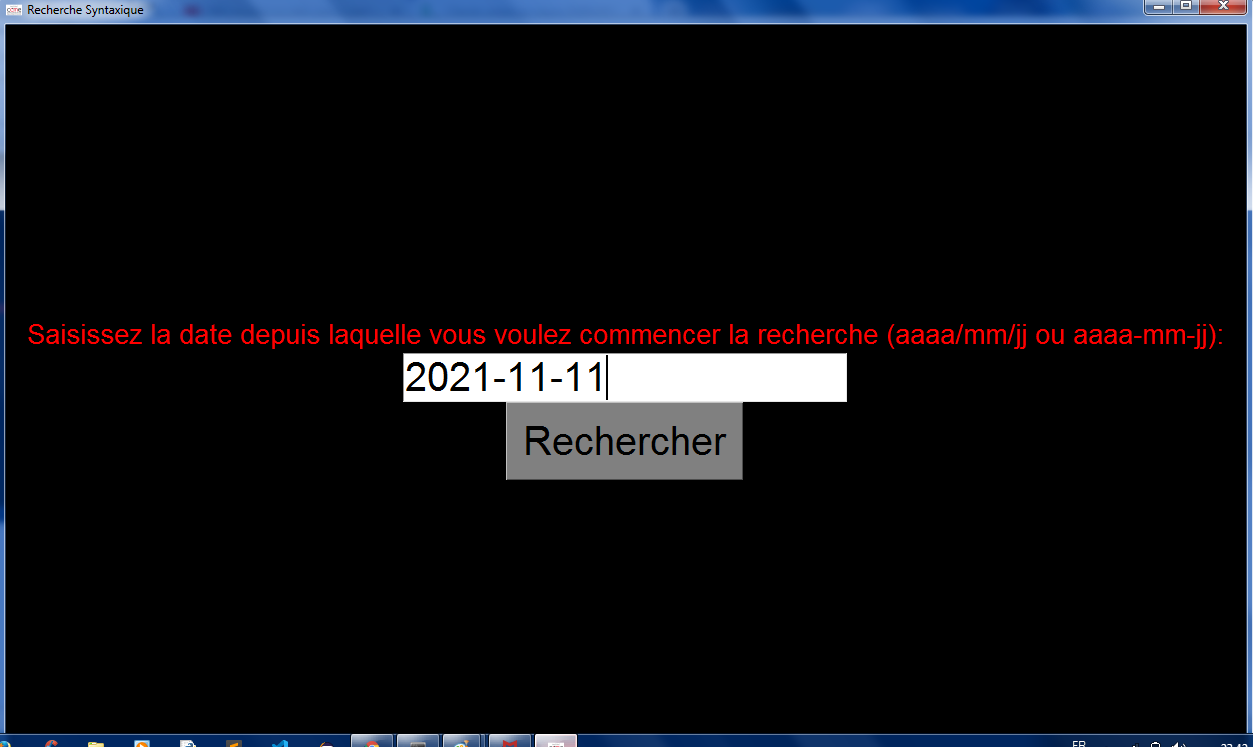 Recherche Syntaxique
Saisissez la date depuis laquelle vous voulez commencer la recherche (aaaa/mm/jj ou aaaa-mm-jj):
2021-11-11
Rechercher
FR